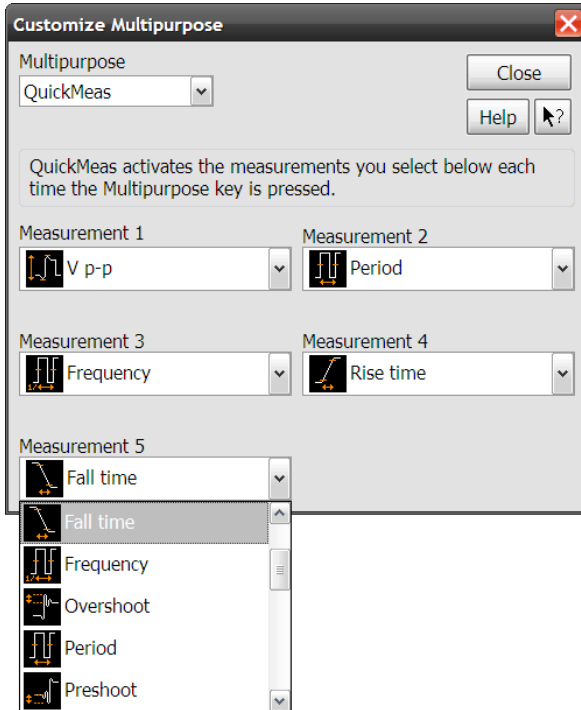 Customize Multipurpose
Multipurpose
QuickMeas
Close
Help
?
QuickMeas activates the measurements you select below each
time the Multipurpose key is pressed.
Measurement 1
V p-p
Measurement 2
Period
Measurement 3
1/
Frequency
Measurement 4
Rise time
Measurement 5
Fall time
Fall time
1/
Frequency
Overshoot
Period
Preshoot